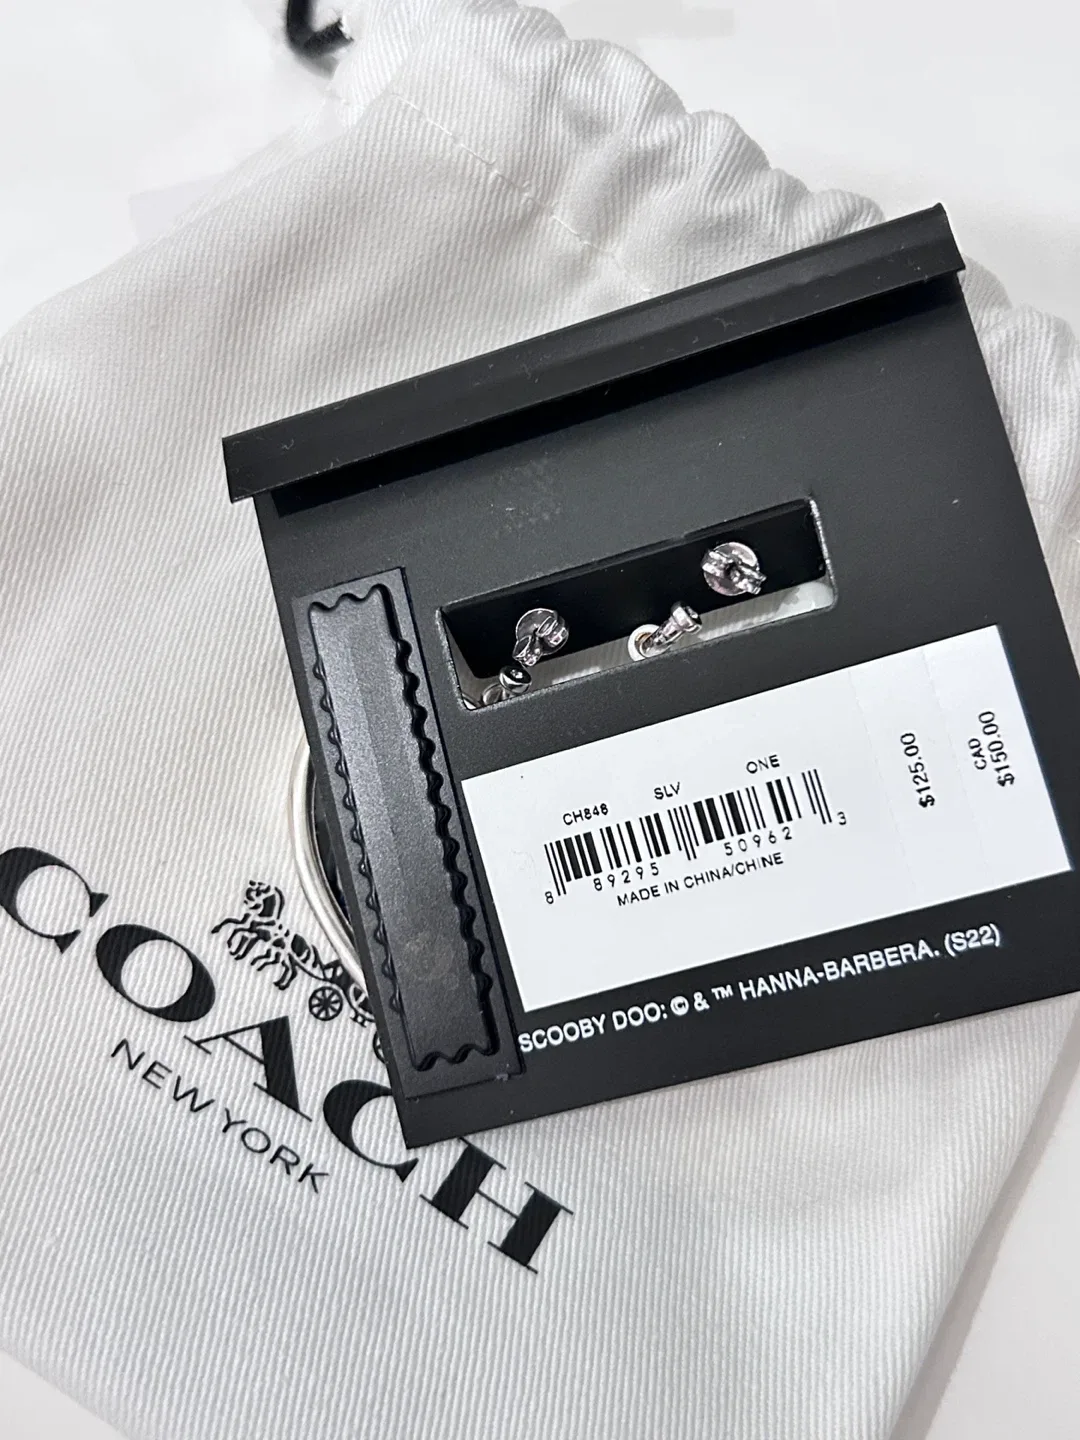 CH846 SLV ONE
8 89295 50962 3
MADE IN CHINA/CHINE
$125.00
CAD
$150.00
SCOOBY DOO: © & ™ HANNA-BARBERA. (S22)
COACH
NEW YORK